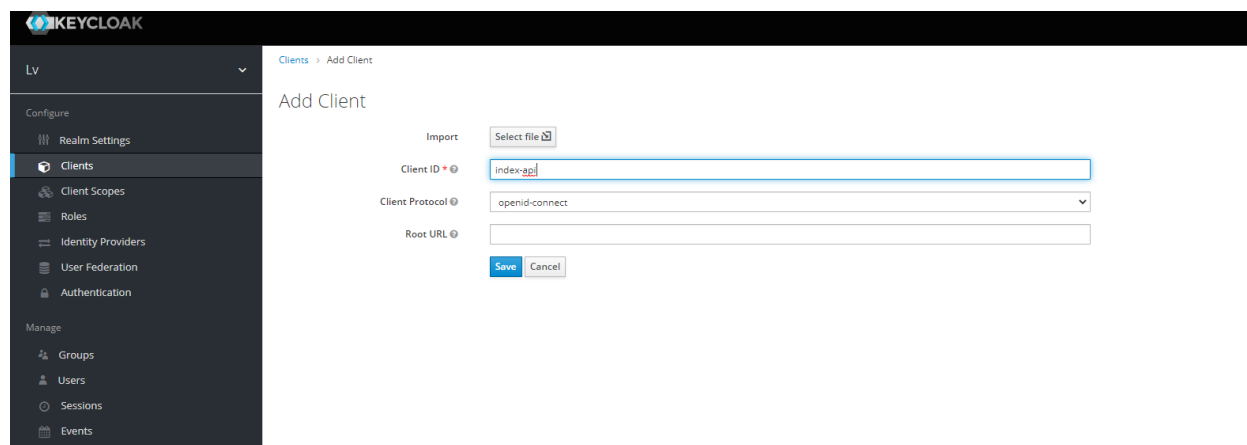 KEYCLOAK
Lv
Configure
Realm Settings
Clients
Client Scopes
Roles
Identity Providers
User Federation
Authentication
Manage
Groups
Users
Sessions
Events
Clients > Add Client
Add Client
Import Select file
Client ID * index-api
Client Protocol openid-connect
Root URL
Save Cancel